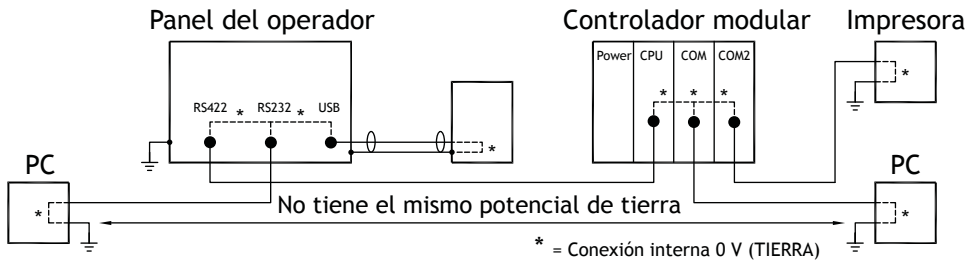 Panel del operador
Controlador modular
Impresora
Power
CPU
COM
COM2
*
RS422
*
RS232
*
USB
*
*
*
*
PC
PC
*
No tiene el mismo potencial de tierra
*
* = Conexión interna 0 V (TIERRA)